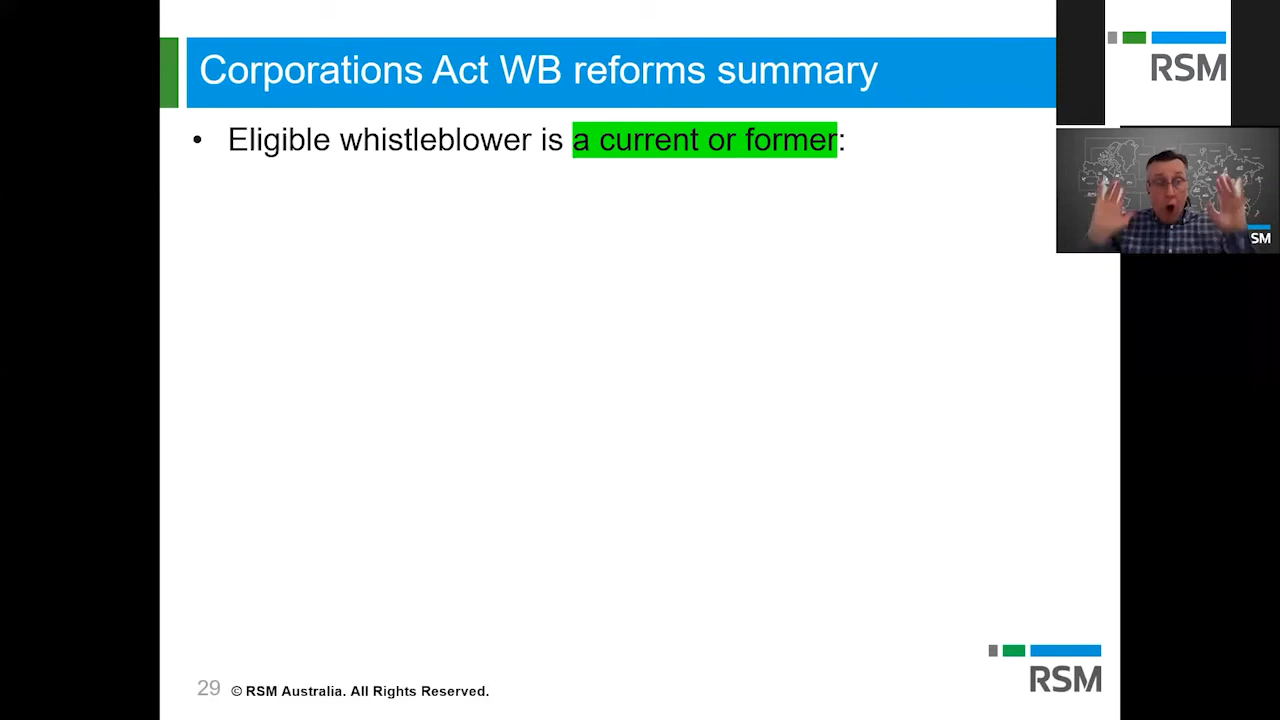 Corporations Act WB reforms summary
RSM
• Eligible whistleblower is a current or former:
SM
RSM
29 © RSM Australia. All Rights Reserved.